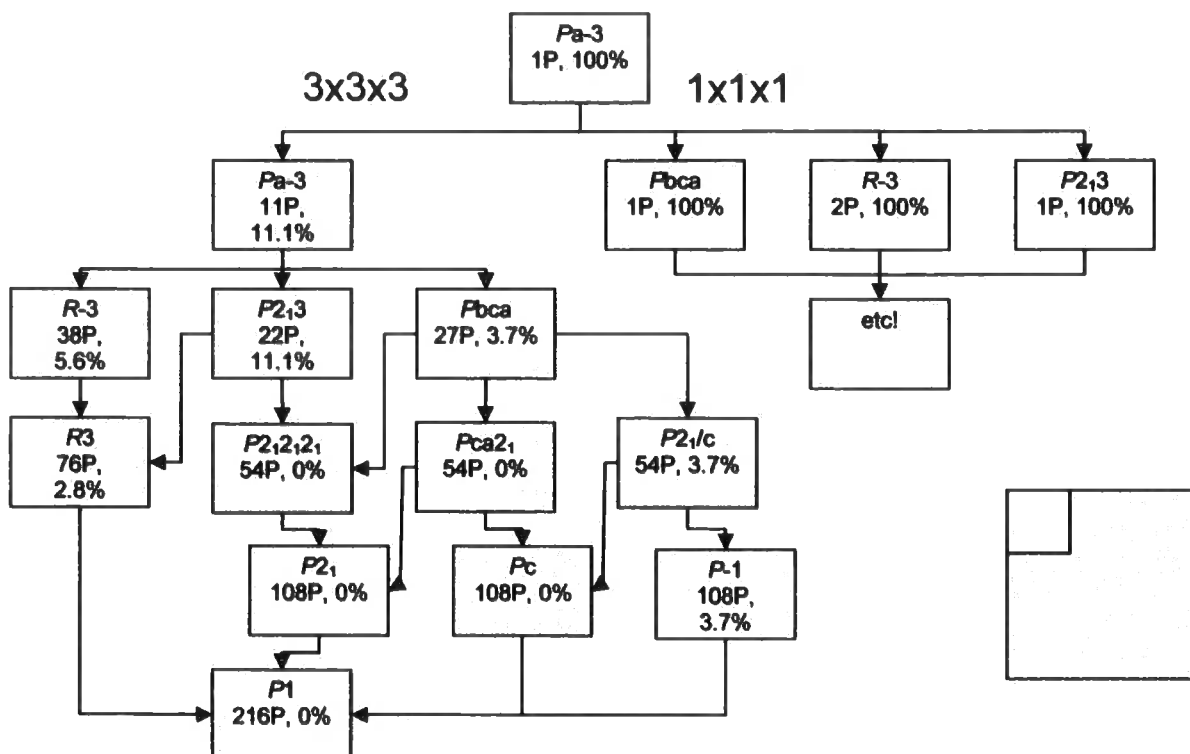 Pa-3
1P, 100%
3x3x3
1x1x1
Pa-3
11P,
11.1%
Pbca
1P, 100%
R-3
2P, 100%
P2₁3
1P, 100%
R-3
38P,
5.6%
P2₁3
22P,
11.1%
Pbca
27P, 3.7%
etc!
R3
76P,
2.8%
P2₁2₁2₁
54P, 0%
Pca2₁
54P, 0%
P2₁/c
54P, 3.7%
P2₁
108P, 0%
Pc
108P, 0%
P-1
108P,
3.7%
P1
216P, 0%